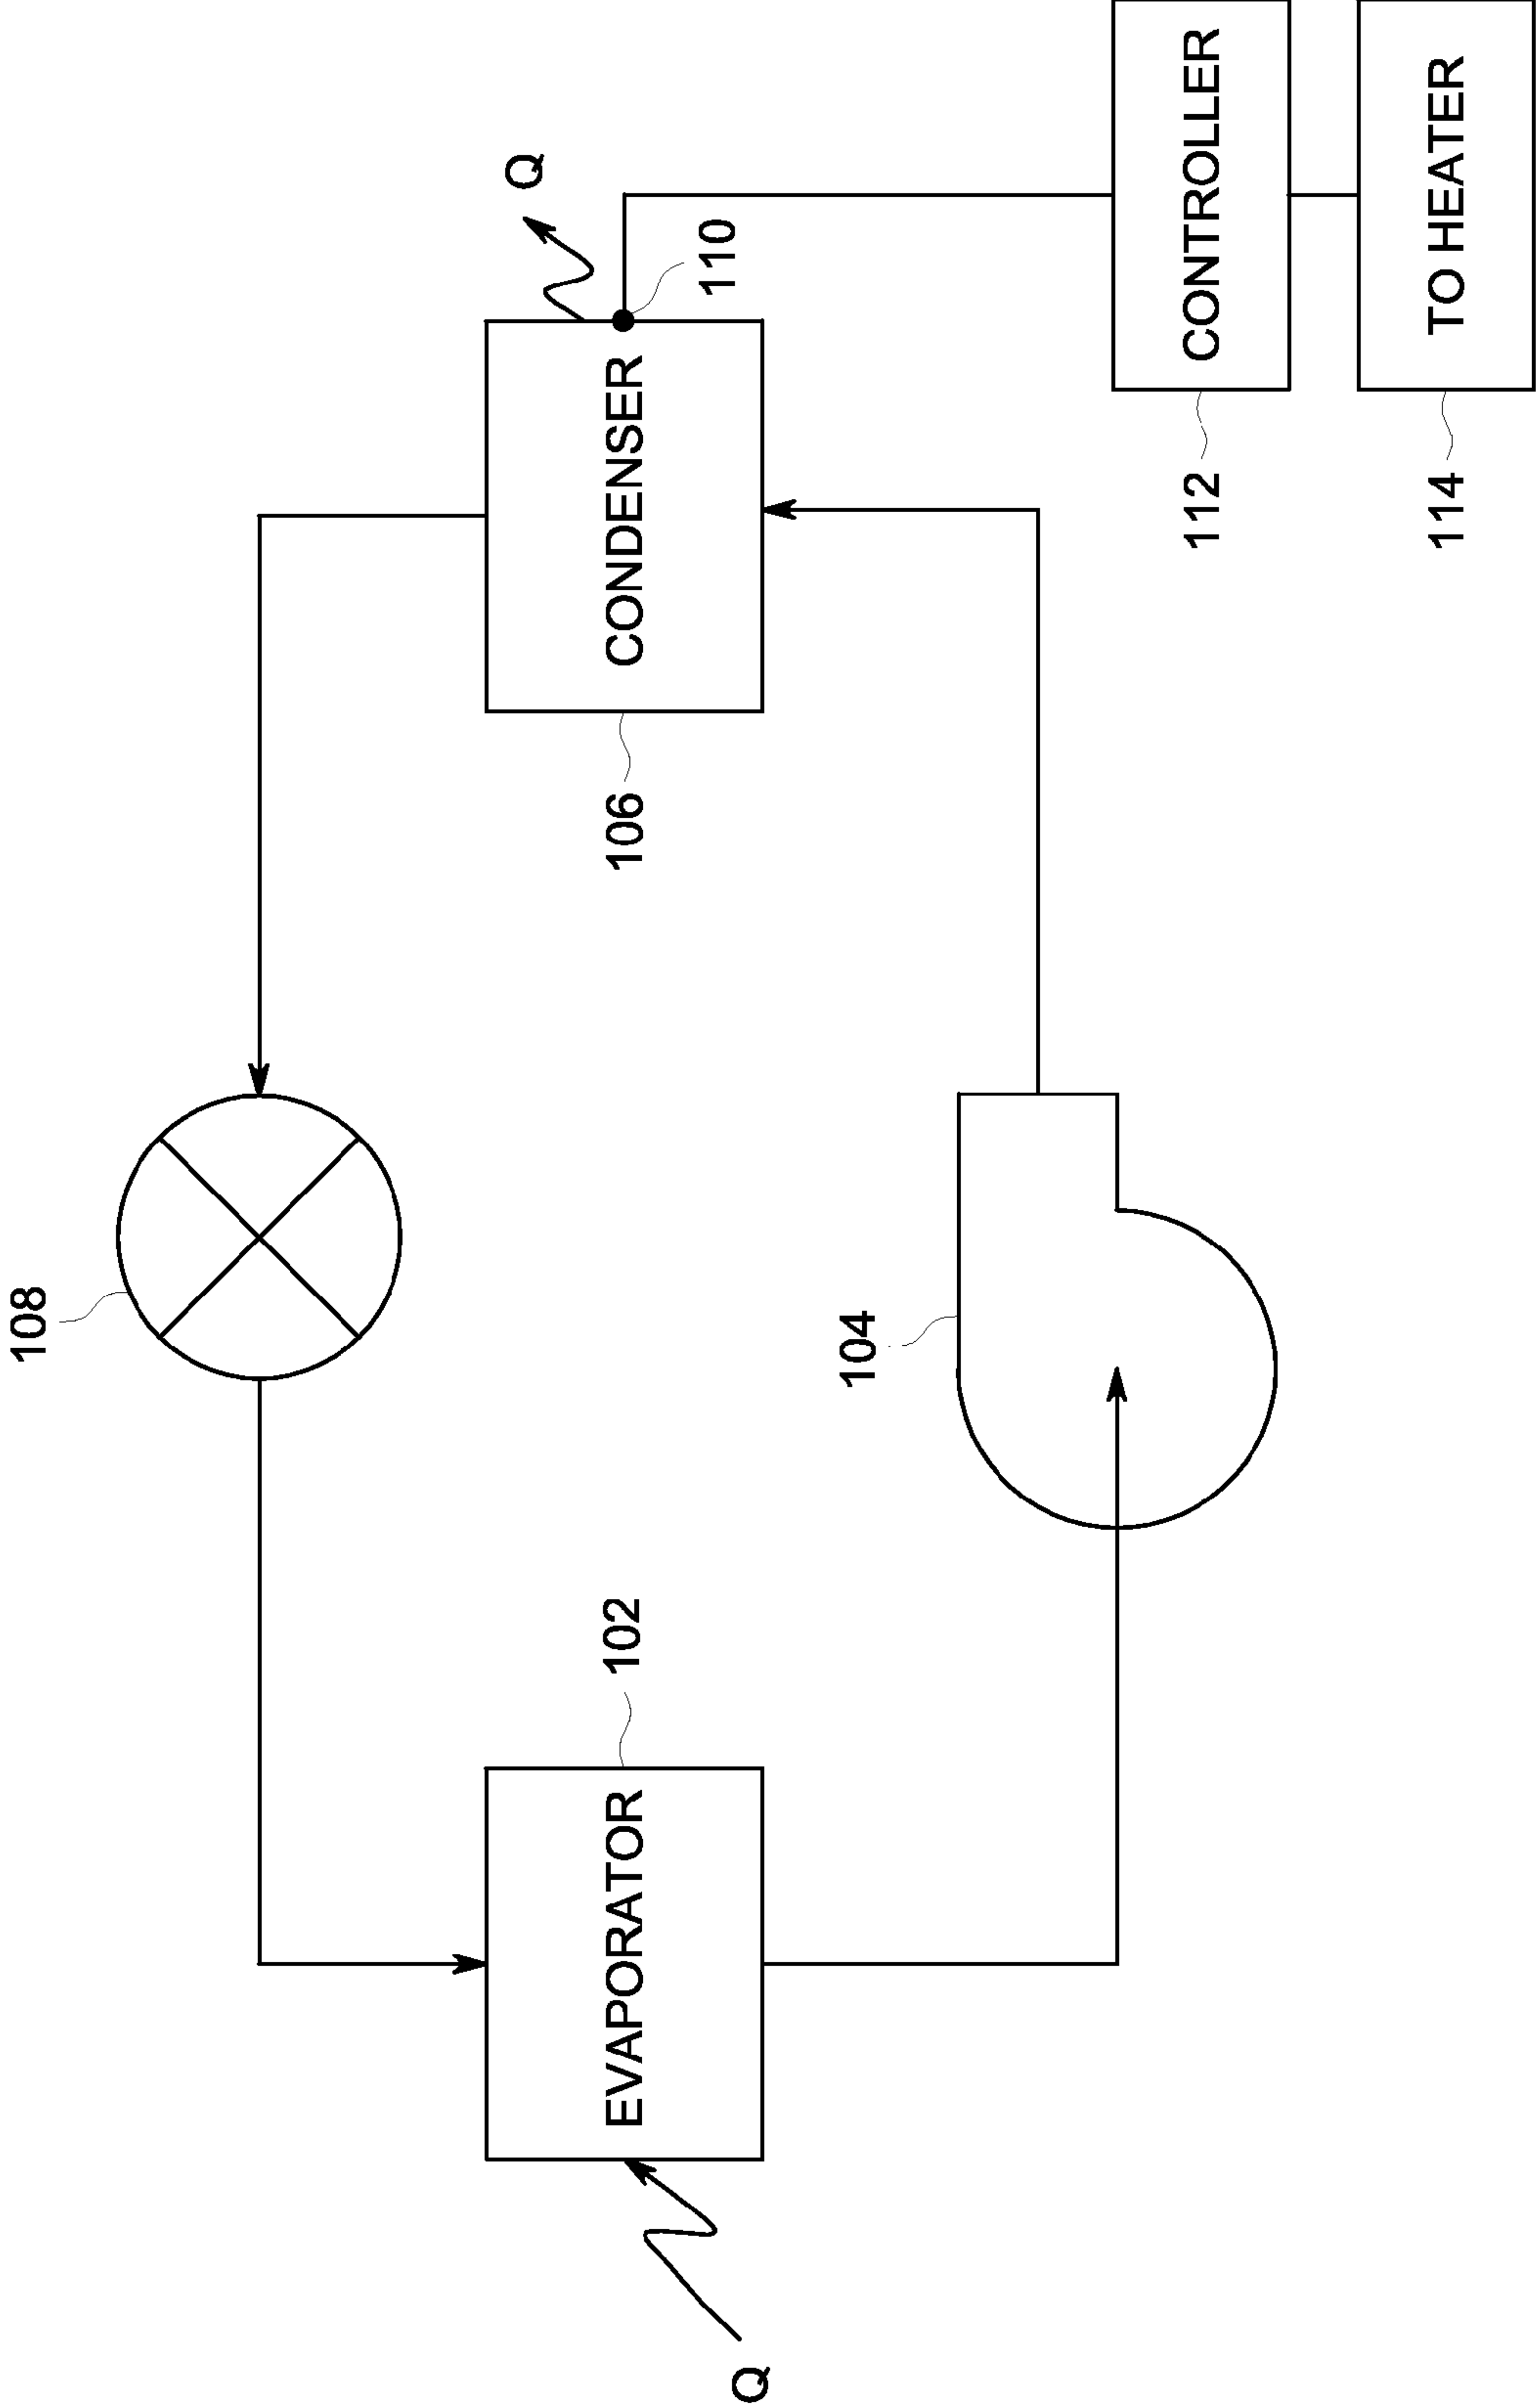 108
Q
EVAPORATOR
102
106
CONDENSER
110
Q
104
112
CONTROLLER
114
TO HEATER